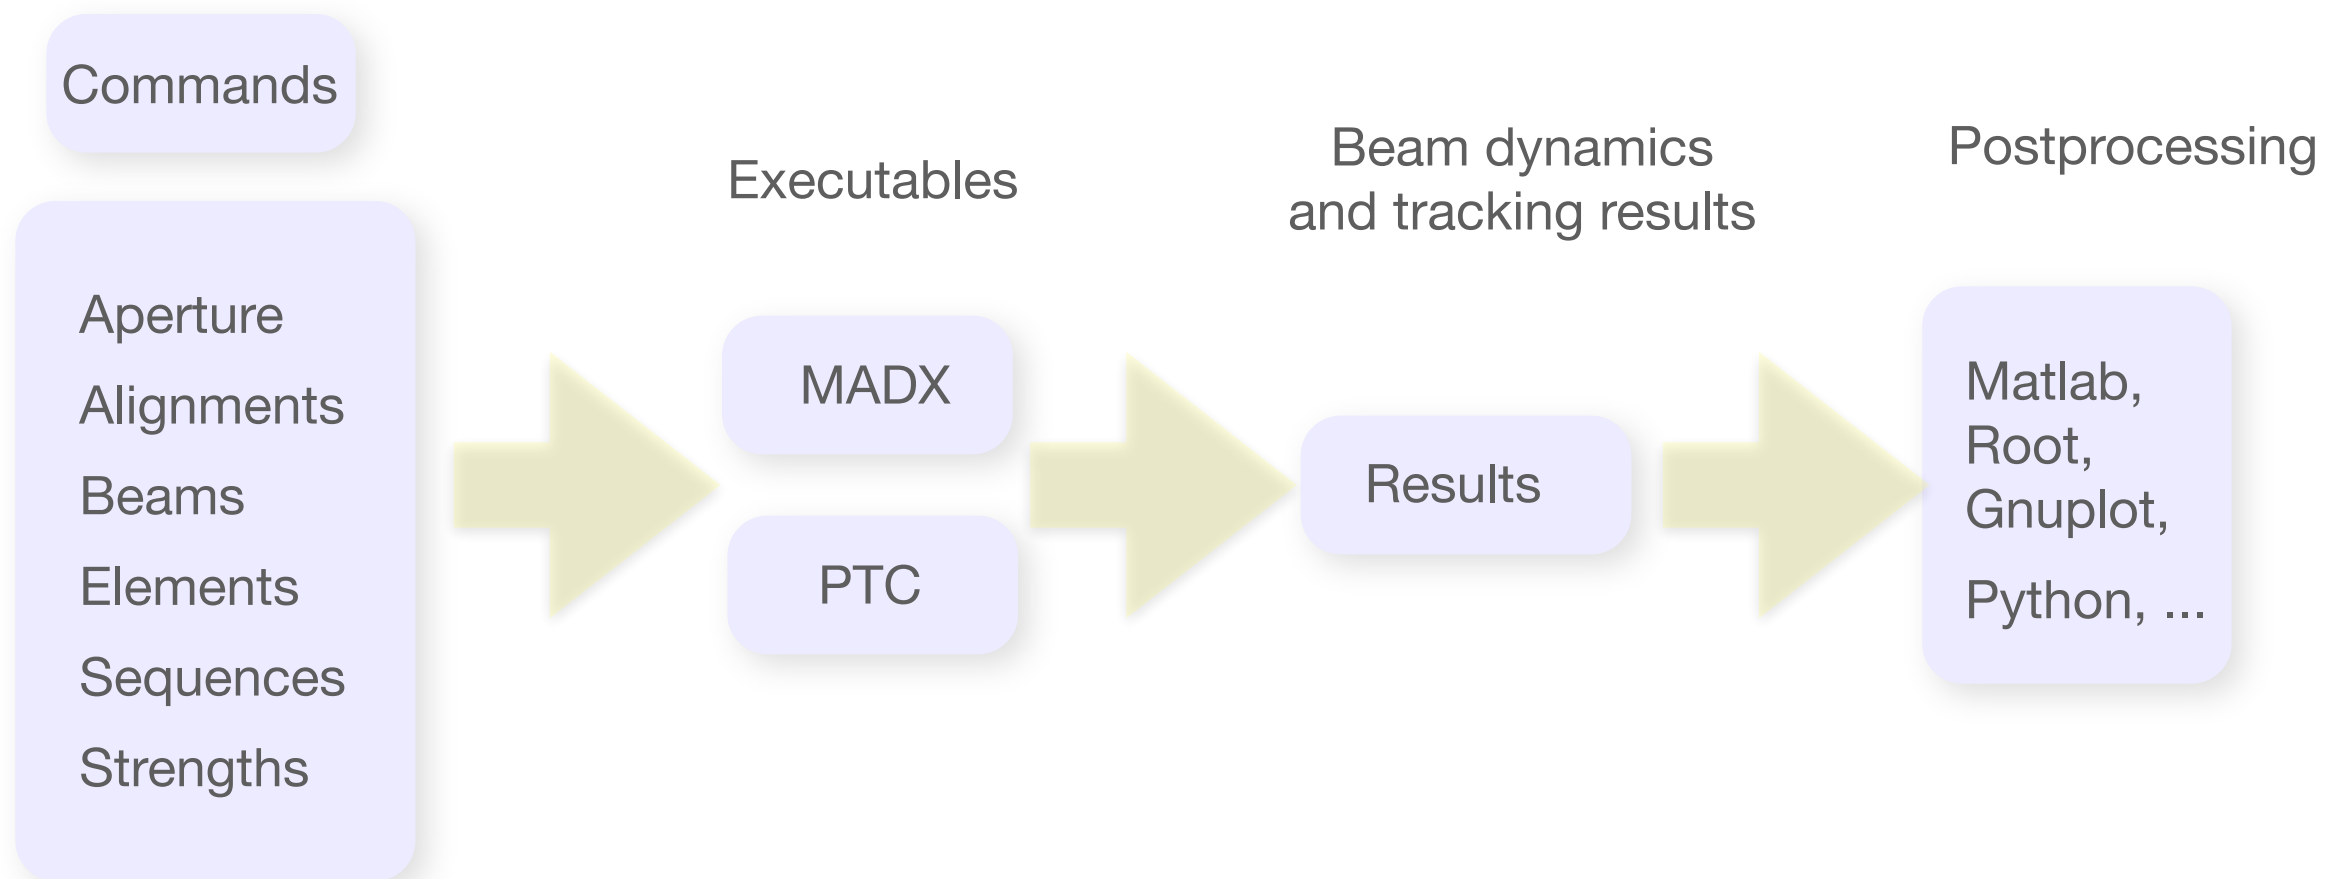 Commands
Aperture
Alignments
Beams
Elements
Sequences
Strengths
Executables
MADX
PTC
Beam dynamics
and tracking results
Results
Postprocessing
Matlab,
Root,
Gnuplot,
Python, ...